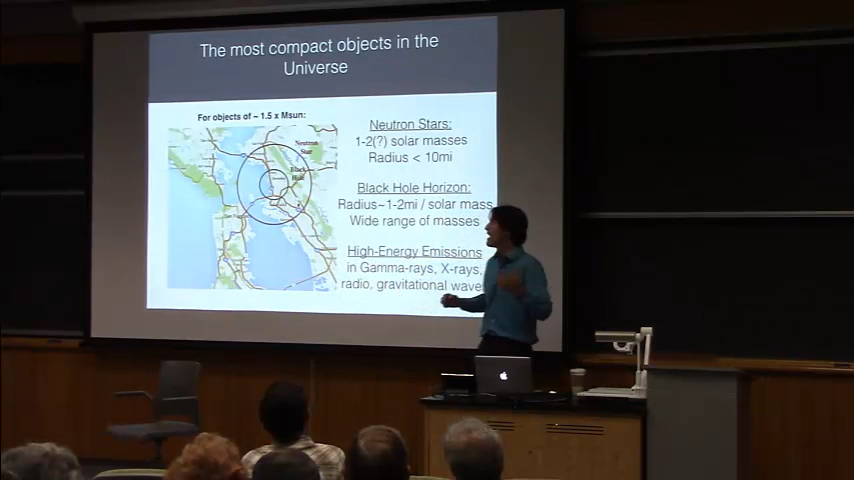 The most compact objects in the
Universe
For objects of ~ 1.5 x Msun:
Neutron
Star
Black
Hole
Neutron Stars:
1-2(?) solar masses
Radius < 10mi
Black Hole Horizon:
Radius~1-2mi / solar mass
Wide range of masses
High-Energy Emissions
in Gamma-rays, X-rays,
radio, gravitational wave